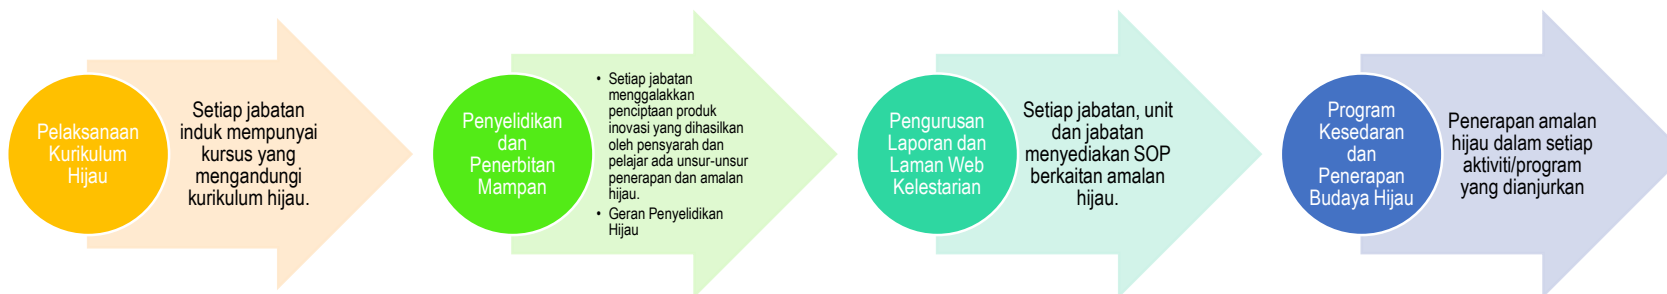 Pelaksanaan
Kurikulum
Hijau
Setiap jabatan
induk mempunyai
kursus yang
mengandungi
kurikulum hijau.
Penyelidikan
dan
Penerbitan
Mampan
• Setiap jabatan
menggalakkan
penciptaan produk
inovasi yang dihasilkan
oleh pensyarah dan
pelajar ada unsur-unsur
penerapan dan amalan
hijau.
• Geran Penyelidikan
Hijau
Pengurusan
Laporan dan
Laman Web
Kelestarian
Setiap jabatan, unit
dan jabatan
menyediakan SOP
berkaitan amalan
hijau.
Program
Kesedaran
dan
Penerapan
Budaya Hijau
Penerapan amalan
hijau dalam setiap
aktiviti/program
yang dianjurkan